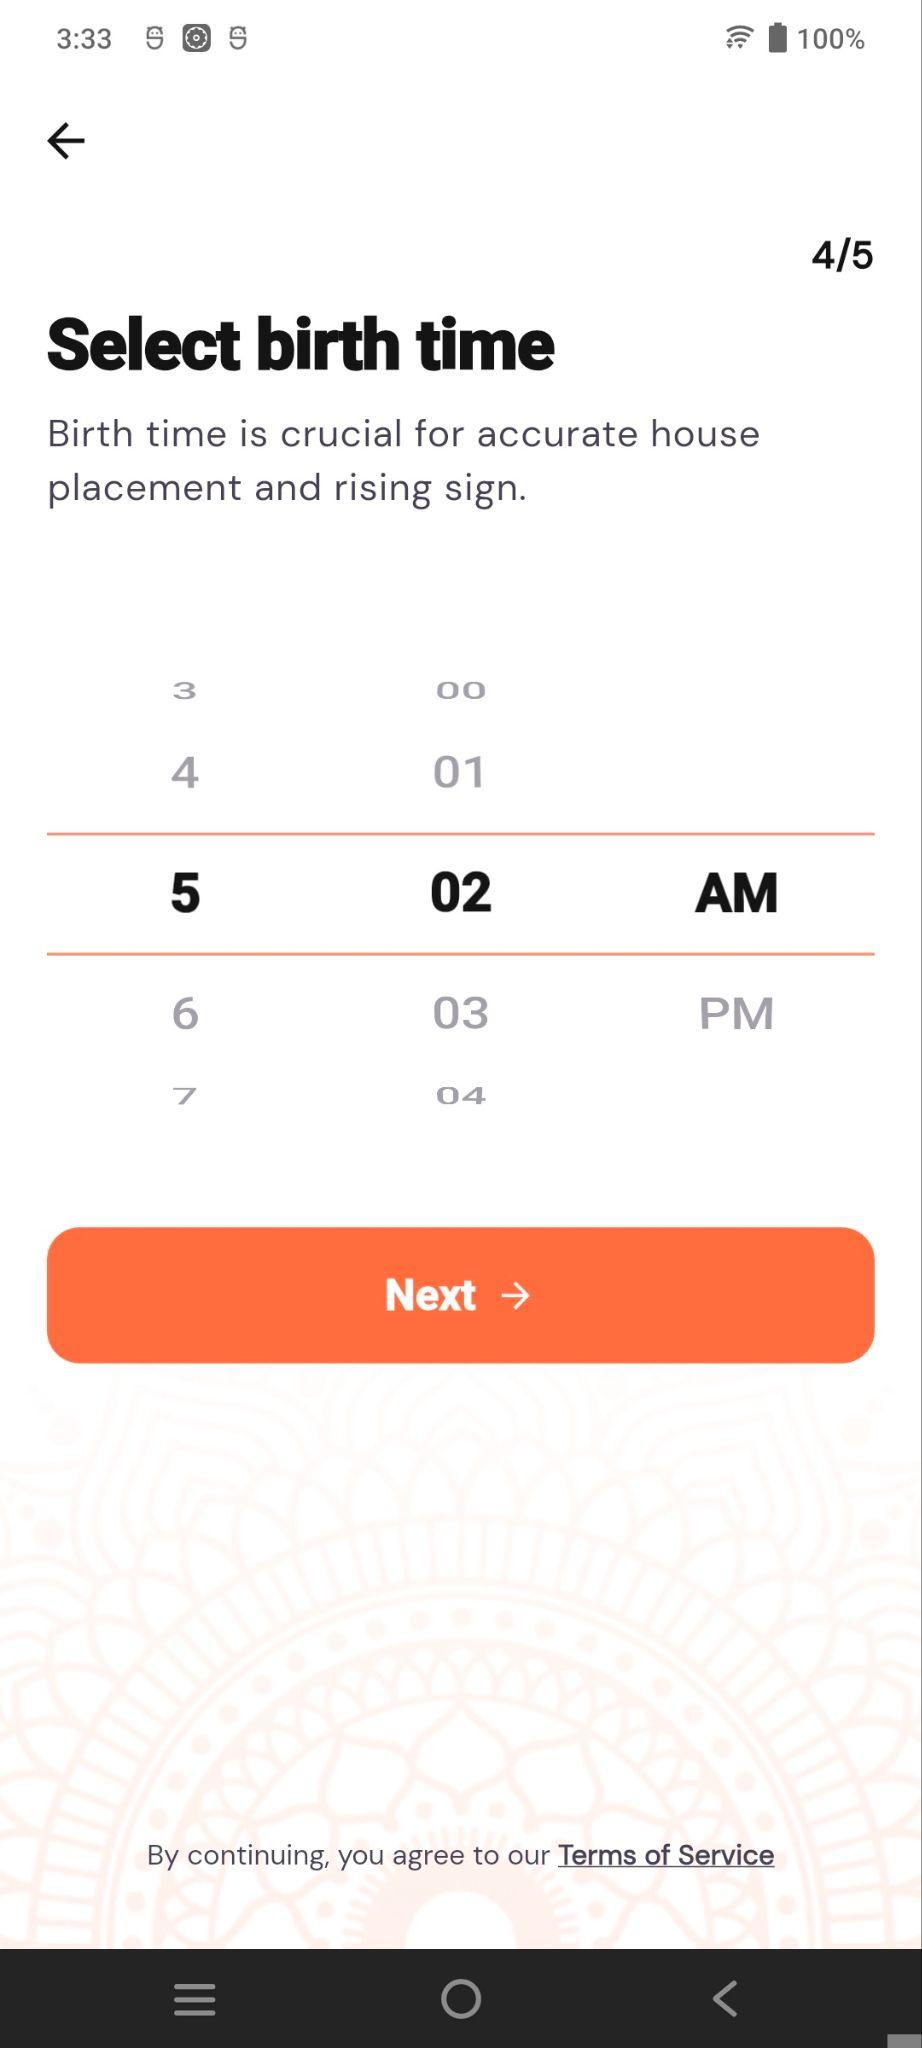 3:33 100%
4/5
Select birth time
Birth time is crucial for accurate house
placement and rising sign.
3 00
4 01
5 02 AM
6 03 PM
7 04
Next →
By continuing, you agree to our Terms of Service